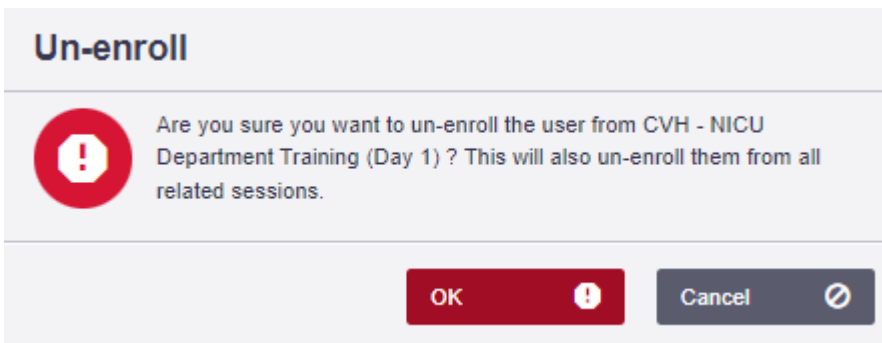 Un-enroll
Are you sure you want to un-enroll the user from CVH - NICU
Department Training (Day 1) ? This will also un-enroll them from all
related sessions.
OK
Cancel